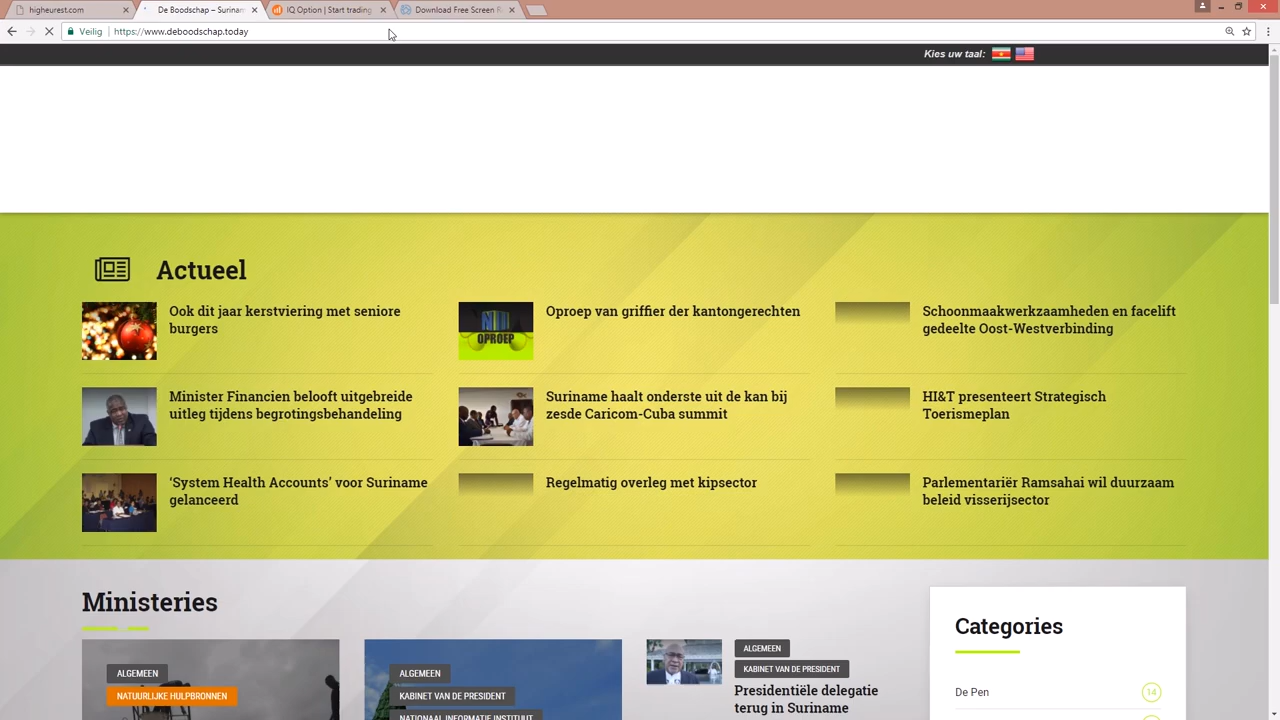 higheurest.com
De Boodschap – Surinam
IQ Option | Start trading
Download Free Screen R
Veilig
https://www.deboodschap.today
Kies uw taal:
Actueel
Ook dit jaar kerstviering met seniore
burgers
OPROEP
Oproep van griffier der kantongerechten
Schoonmaakwerkzaamheden en facelift
gedeelte Oost-Westverbinding
Minister Financien belooft uitgebreide
uitleg tijdens begrotingsbehandeling
Suriname haalt onderste uit de kan bij
zesde Caricom-Cuba summit
HI&T presenteert Strategisch
Toerismeplan
‘System Health Accounts’ voor Suriname
gelanceerd
Regelmatig overleg met kipsector
Parlementariër Ramsahai wil duurzaam
beleid visserijsector
Ministeries
ALGEMEEN
NATUURLIJKE HULPBRONNEN
ALGEMEEN
KABINET VAN DE PRESIDENT
NATIONAAL INFORMATIE INSTITUUT
ALGEMEEN
KABINET VAN DE PRESIDENT
Presidentiële delegatie
terug in Suriname
Categories
De Pen
14